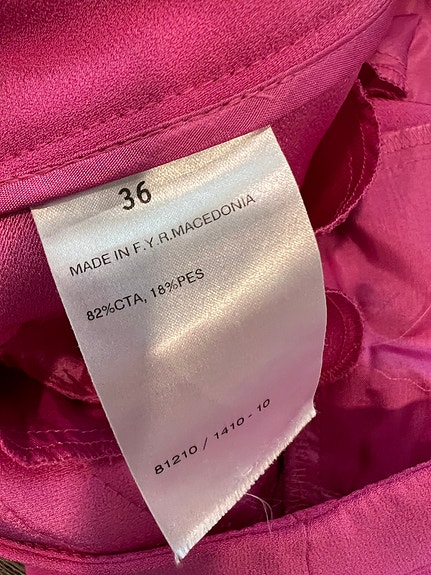 36
MADE IN F.Y.R.MACEDONIA
82%CTA, 18%PES
81210 / 1410 - 10